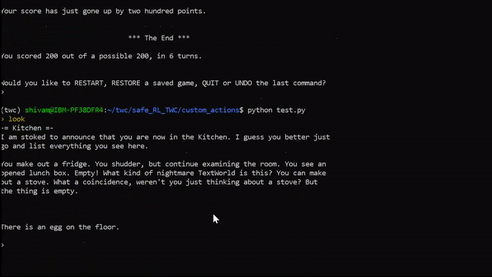 Your score has just gone up by two hundred points.
*** The End ***
You scored 200 out of a possible 200, in 6 turns.
Would you like to RESTART, RESTORE a saved game, QUIT or UNDO the last command?
>
(twc) shivam@IBM-PF38DFR4:~/twc/safe_RL_TWC/custom_actions$ python test.py
> look
-= Kitchen =-
I am stoked to announce that you are now in the Kitchen. I guess you better just
go and list everything you see here.
You make out a fridge. You shudder, but continue examining the room. You see an
opened lunch box. Empty! What kind of nightmare TextWorld is this? You can make
out a stove. What a coincidence, weren't you just thinking about a stove? But
the thing is empty.
There is an egg on the floor.
>